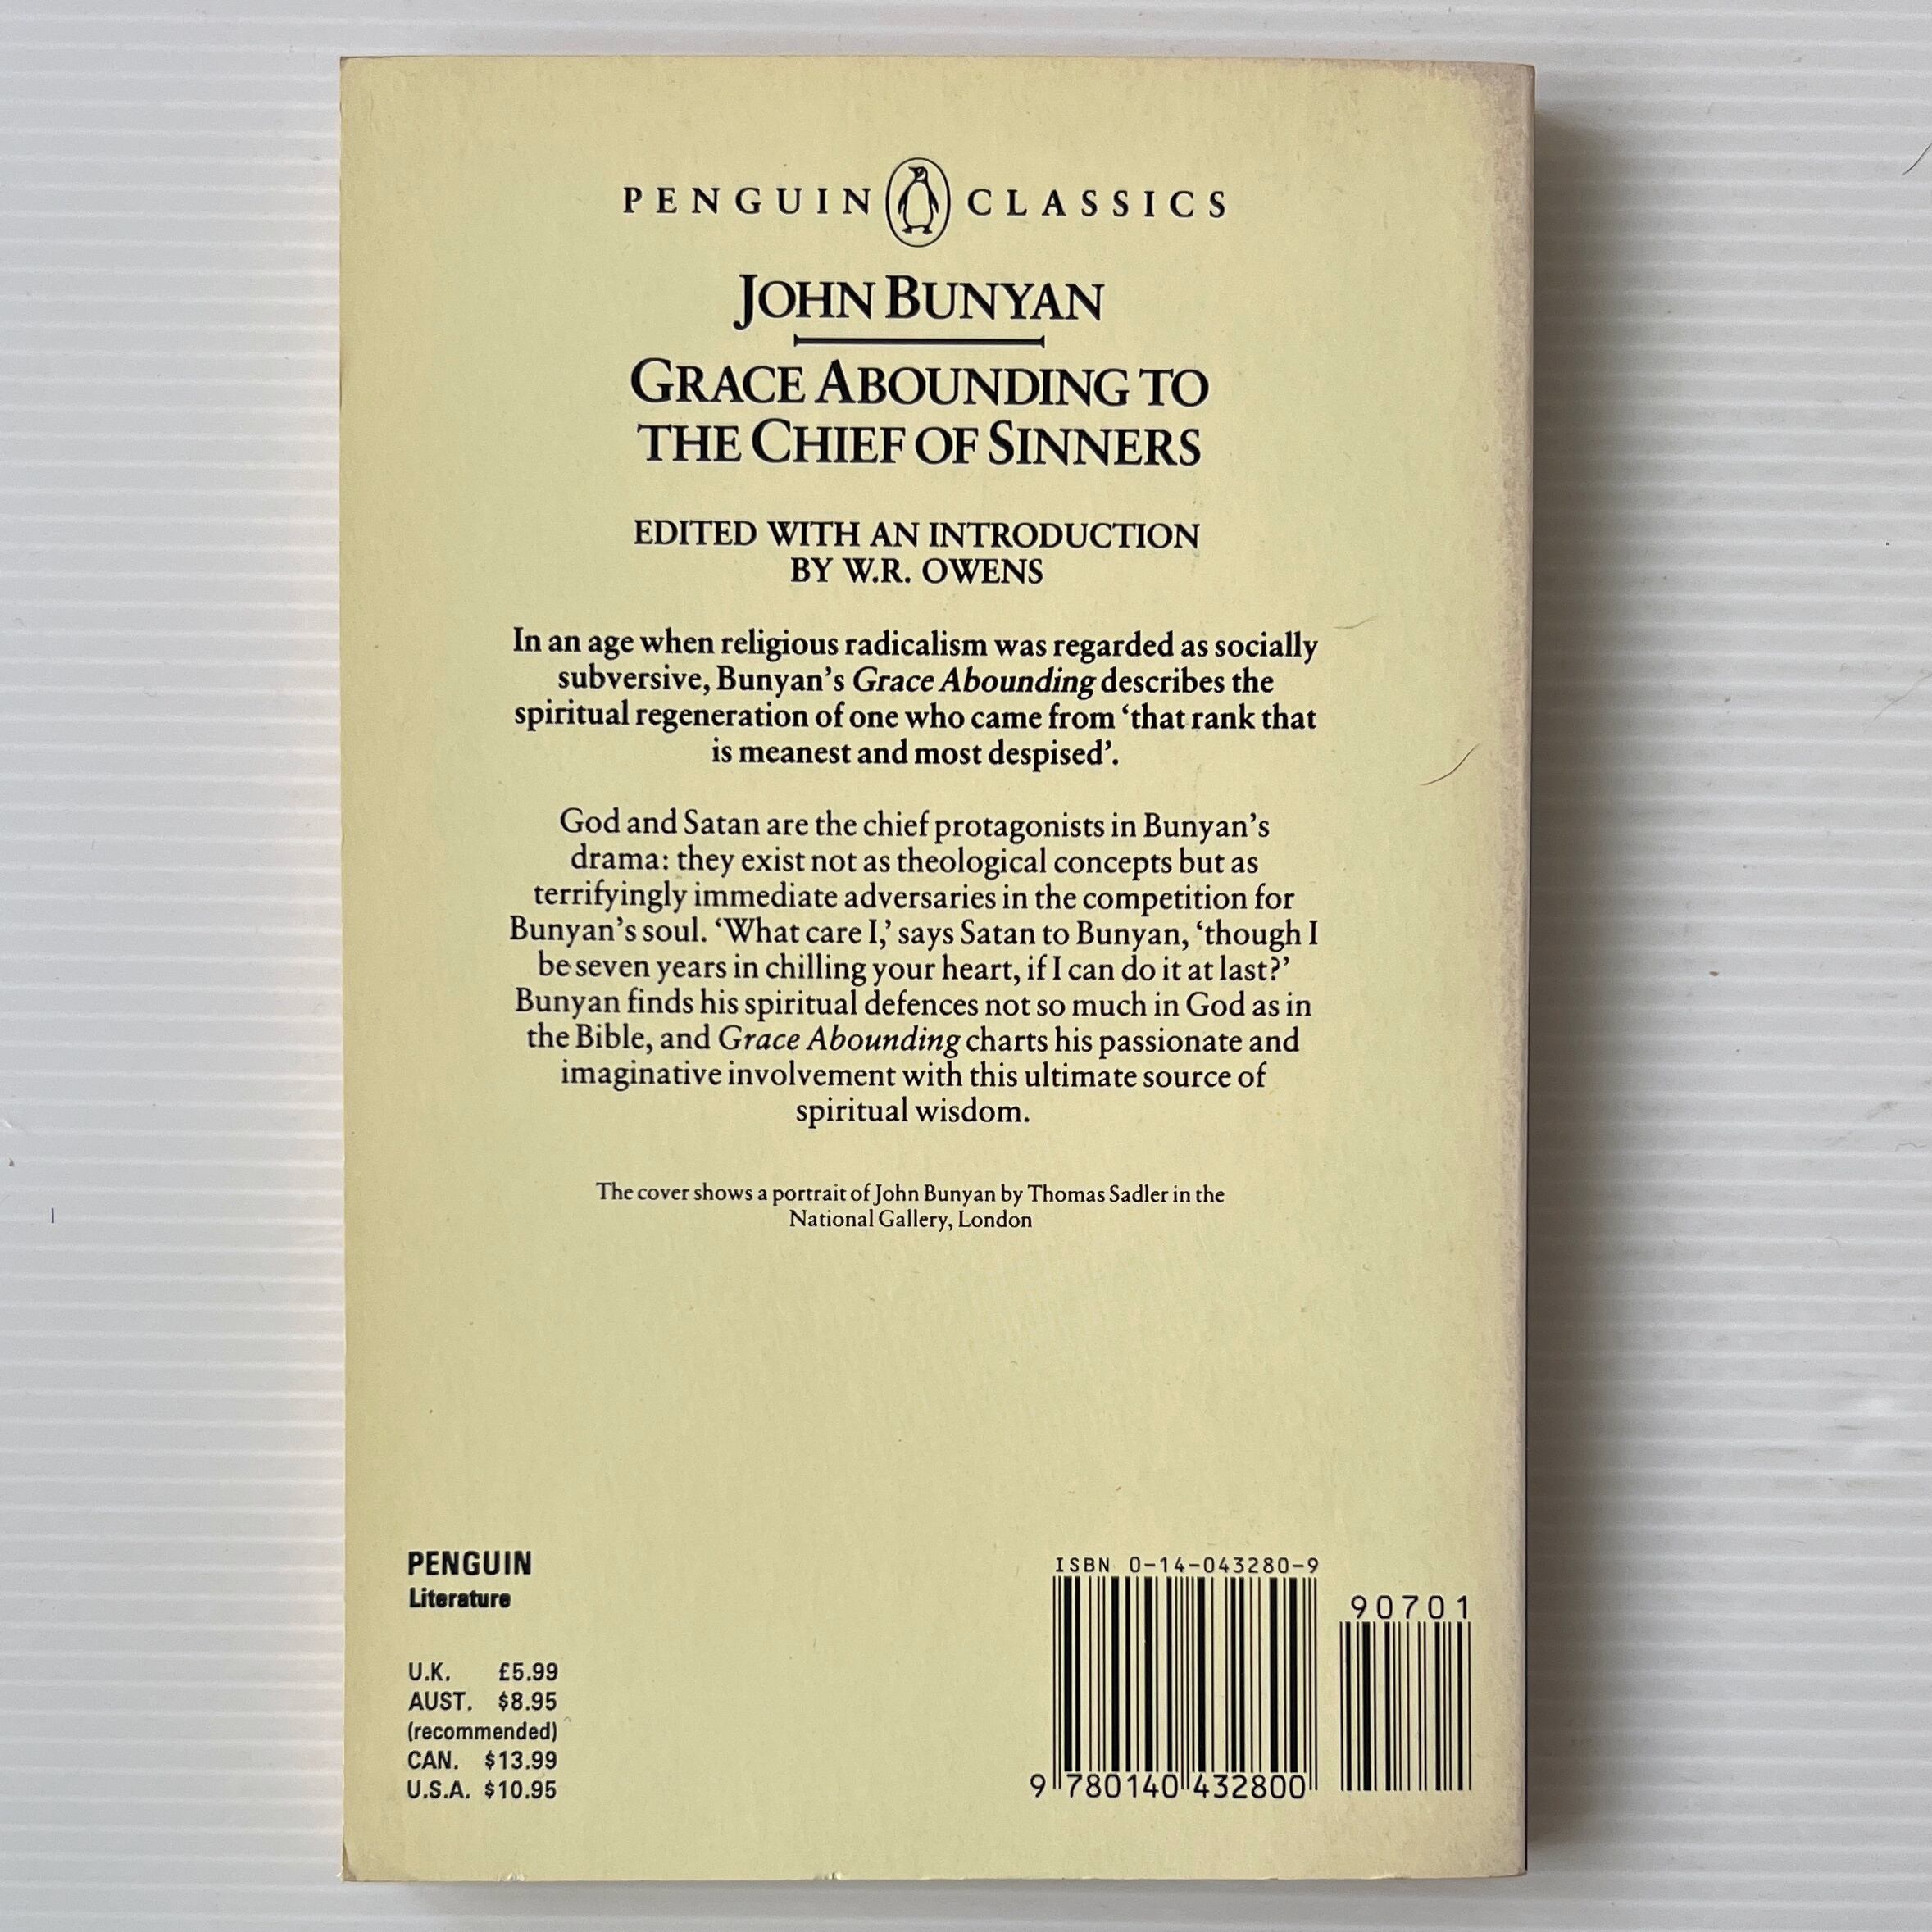 PENGUIN CLASSICS
JOHN BUNYAN
GRACE ABOUNDING TO
THE CHIEF OF SINNERS
EDITED WITH AN INTRODUCTION
BY W.R. OWENS
In an age when religious radicalism was regarded as socially
subversive, Bunyan's Grace Abounding describes the
spiritual regeneration of one who came from ‘that rank that
is meanest and most despised’.
God and Satan are the chief protagonists in Bunyan's
drama: they exist not as theological concepts but as
terrifyingly immediate adversaries in the competition for
Bunyan's soul. ‘What care I,’ says Satan to Bunyan, ‘though I
be seven years in chilling your heart, if I can do it at last?’
Bunyan finds his spiritual defences not so much in God as in
the Bible, and Grace Abounding charts his passionate and
imaginative involvement with this ultimate source of
spiritual wisdom.
The cover shows a portrait of John Bunyan by Thomas Sadler in the
National Gallery, London
PENGUIN
Literature
U.K. £5.99
AUST. $8.95
(recommended)
CAN. $13.99
U.S.A. $10.95
ISBN 0-14-043280-9
90701
9 780140 432800